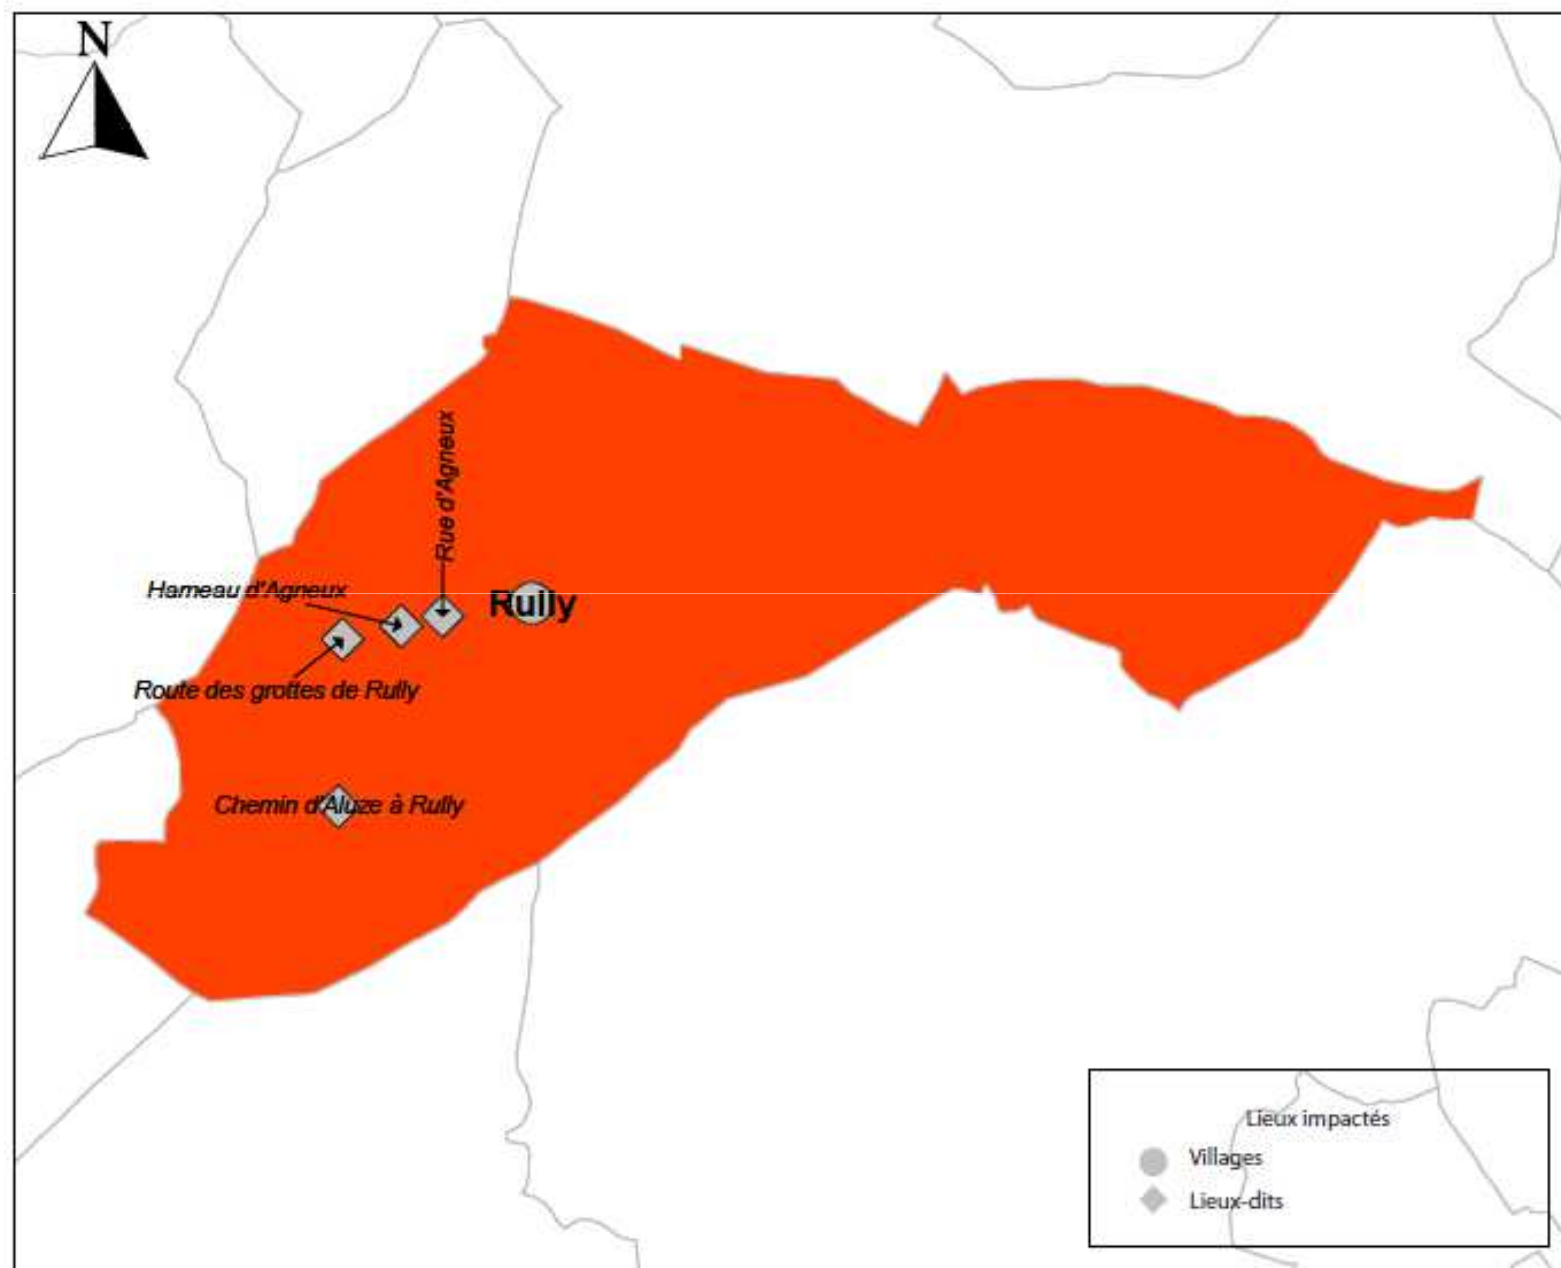 N
Rue d'Agneux
Hameau d'Agneux
Rully
Route des grottes de Rully
Chemin d'Aluze à Rully
Lieux impactés
Villages
Lieux-dits